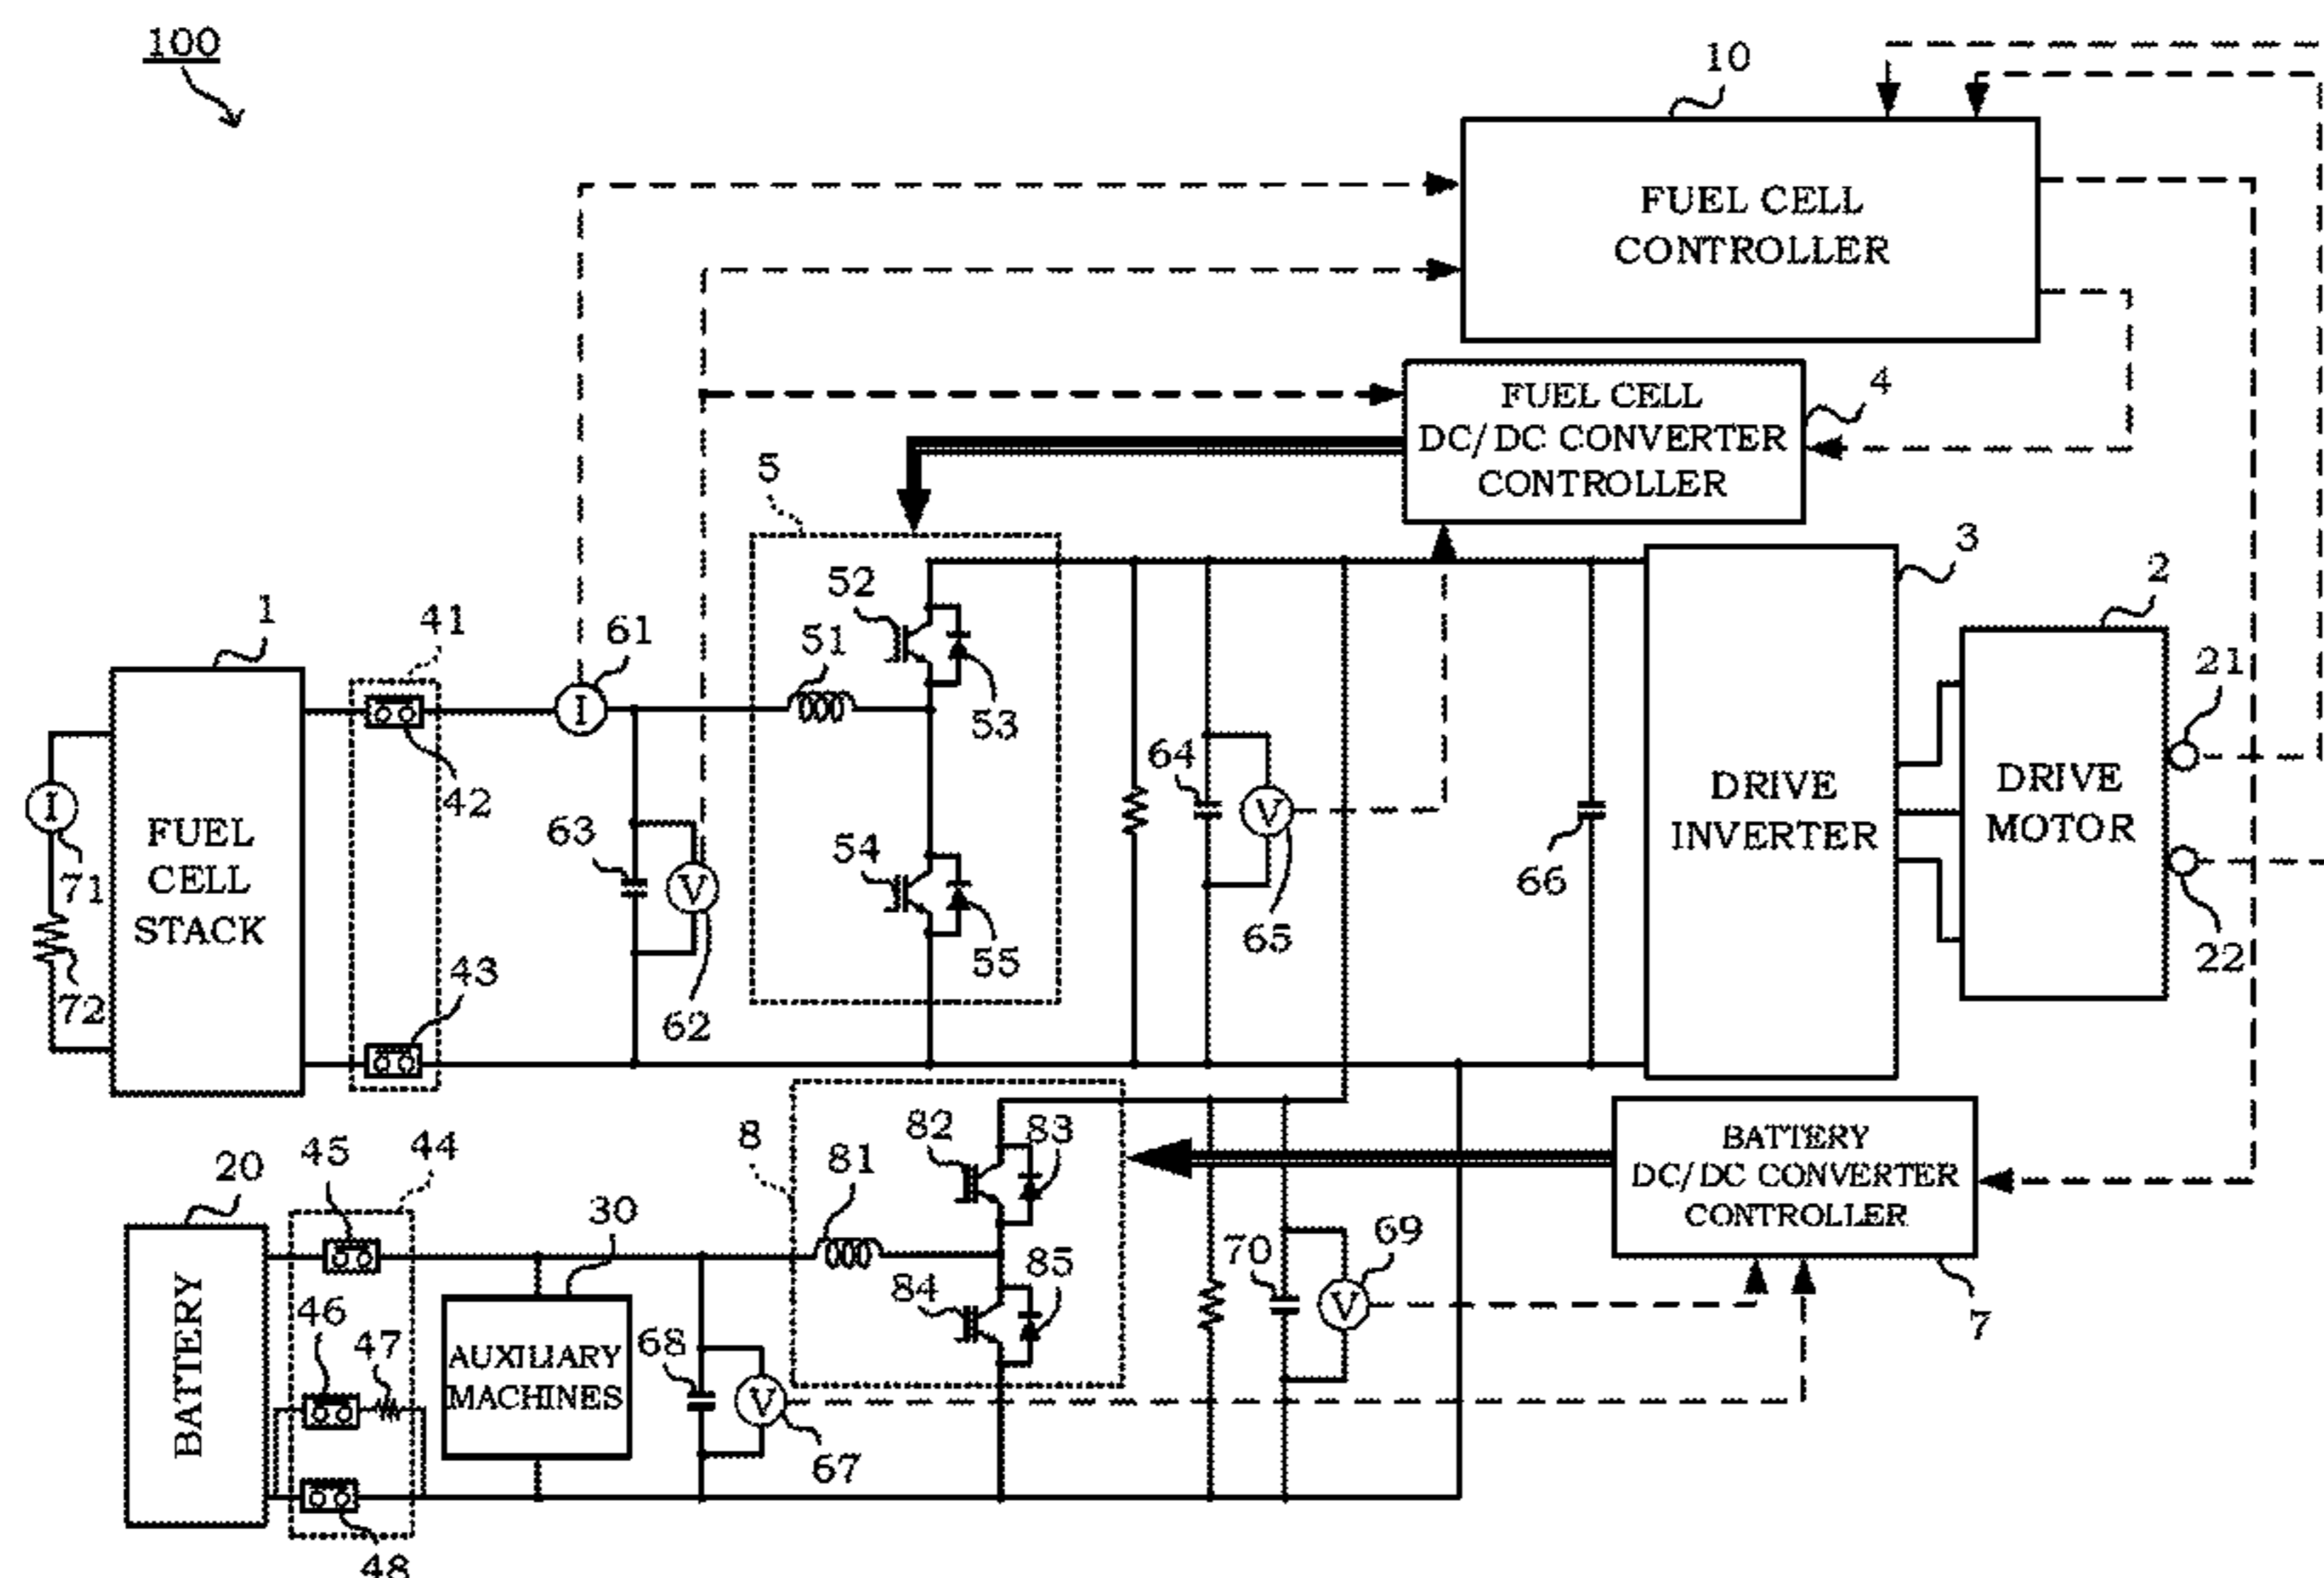 100
10
FUEL CELL
CONTROLLER
4
FUEL CELL
DC/DC CONVERTER
CONTROLLER
5
3
2
52
1
41
61
51
21
53
64
42
I
I
DRIVE
INVERTER
DRIVE
MOTOR
63
54
V
V
FUEL
CELL
STACK
71
66
65
55
22
43
72
62
82
83
8
BATTERY
DC/DC CONVERTER
CONTROLLER
45
44
81
20
30
70
69
85
84
46
V
7
47
68
AUXILIARY
MACHINES
BATTERY
V
67
48